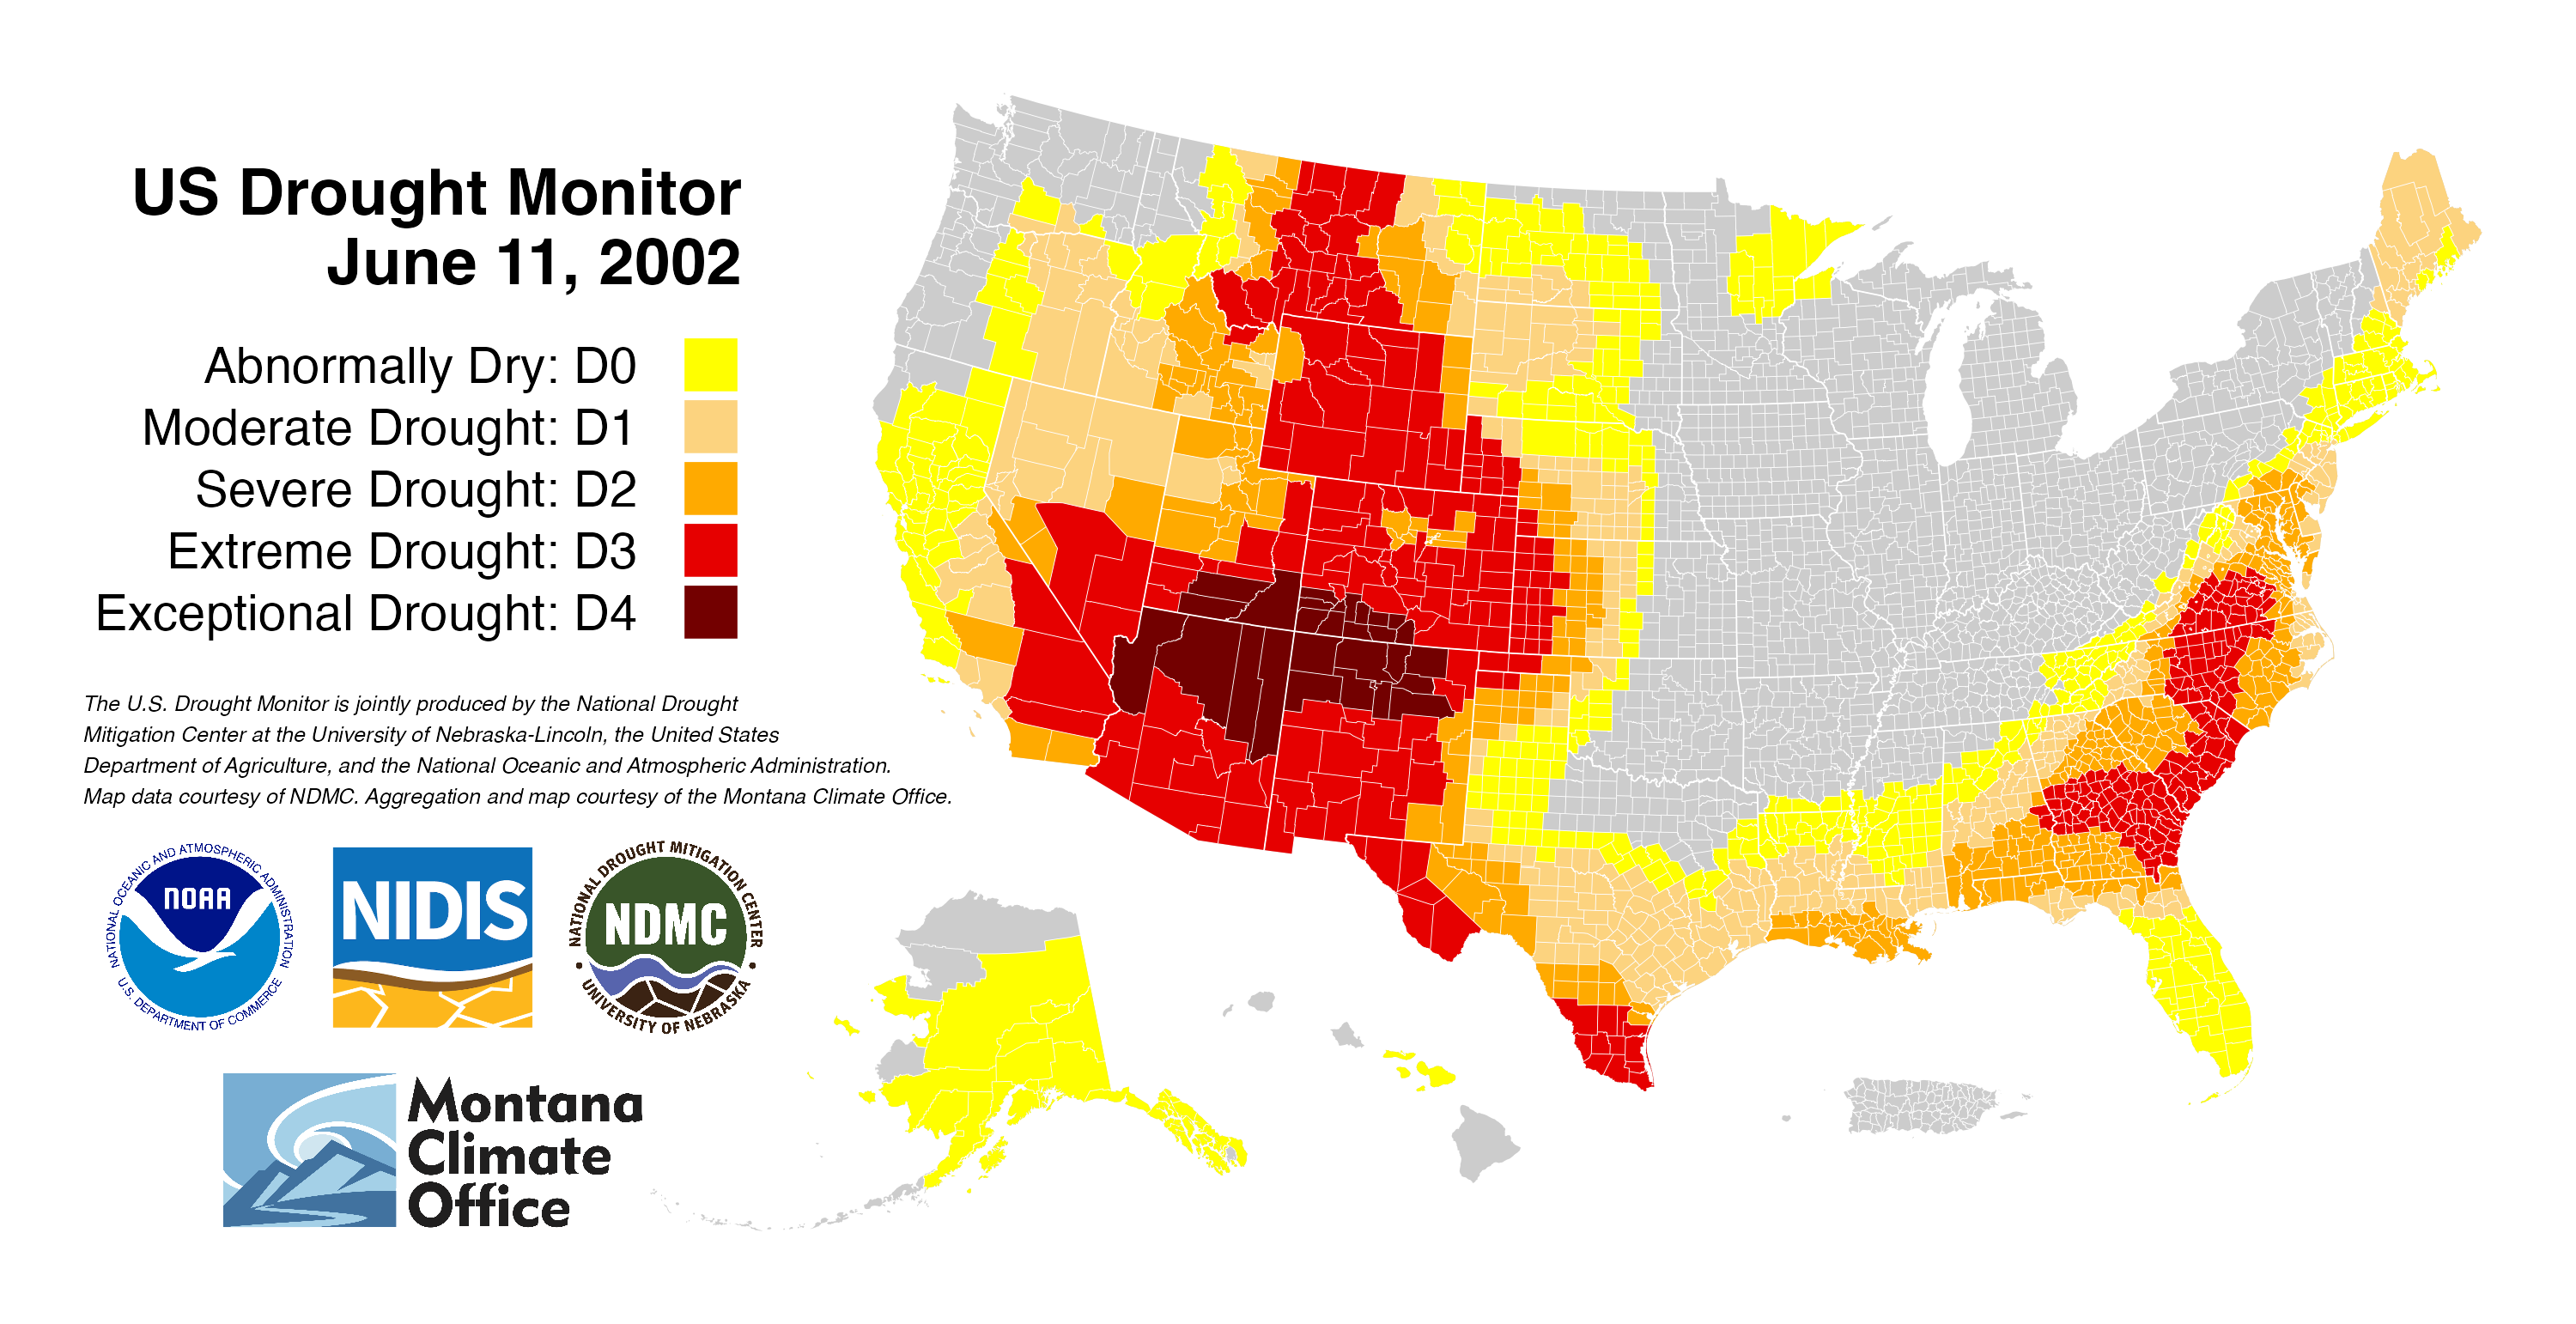 US Drought Monitor
June 11, 2002
Abnormally Dry: D0
Moderate Drought: D1
Severe Drought: D2
Extreme Drought: D3
Exceptional Drought: D4
The U.S. Drought Monitor is jointly produced by the National Drought
Mitigation Center at the University of Nebraska-Lincoln, the United States
Department of Agriculture, and the National Oceanic and Atmospheric Administration.
Map data courtesy of NDMC. Aggregation and map courtesy of the Montana Climate Office.
NATIONAL OCEANIC AND ATMOSPHERIC ADMINISTRATION
NOAA
U.S. DEPARTMENT OF COMMERCE
NIDIS
NATIONAL DROUGHT MITIGATION CENTER
NDMC
UNIVERSITY OF NEBRASKA
Montana
Climate
Office